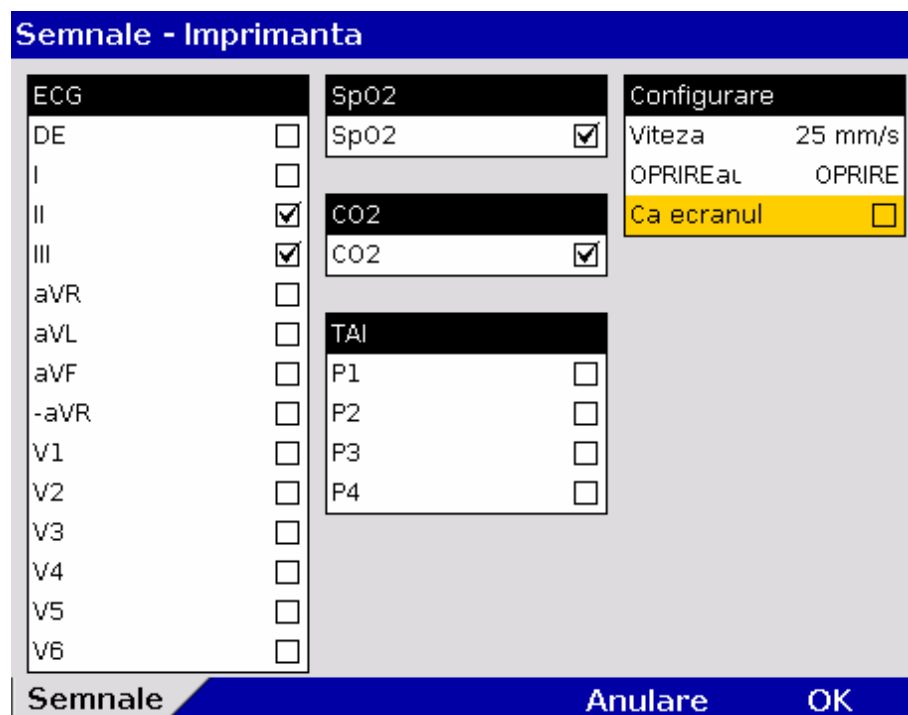 Semnale - Imprimanta
ECG
DE
I
II
III
aVR
aVL
aVF
-aVR
V1
V2
V3
V4
V5
V6
SpO2
SpO2
CO2
CO2
TAI
P1
P2
P3
P4
Configurare
Viteza 25 mm/s
OPRIREau OPRIRE
Ca ecranul
Semnale Anulare OK